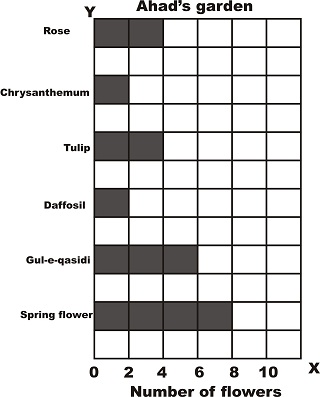 Ahad's garden
Y
Rose
Chrysanthemum
Tulip
Daffosil
Gul-e-qasidi
Spring flower
X
0 2 4 6 8 10
Number of flowers